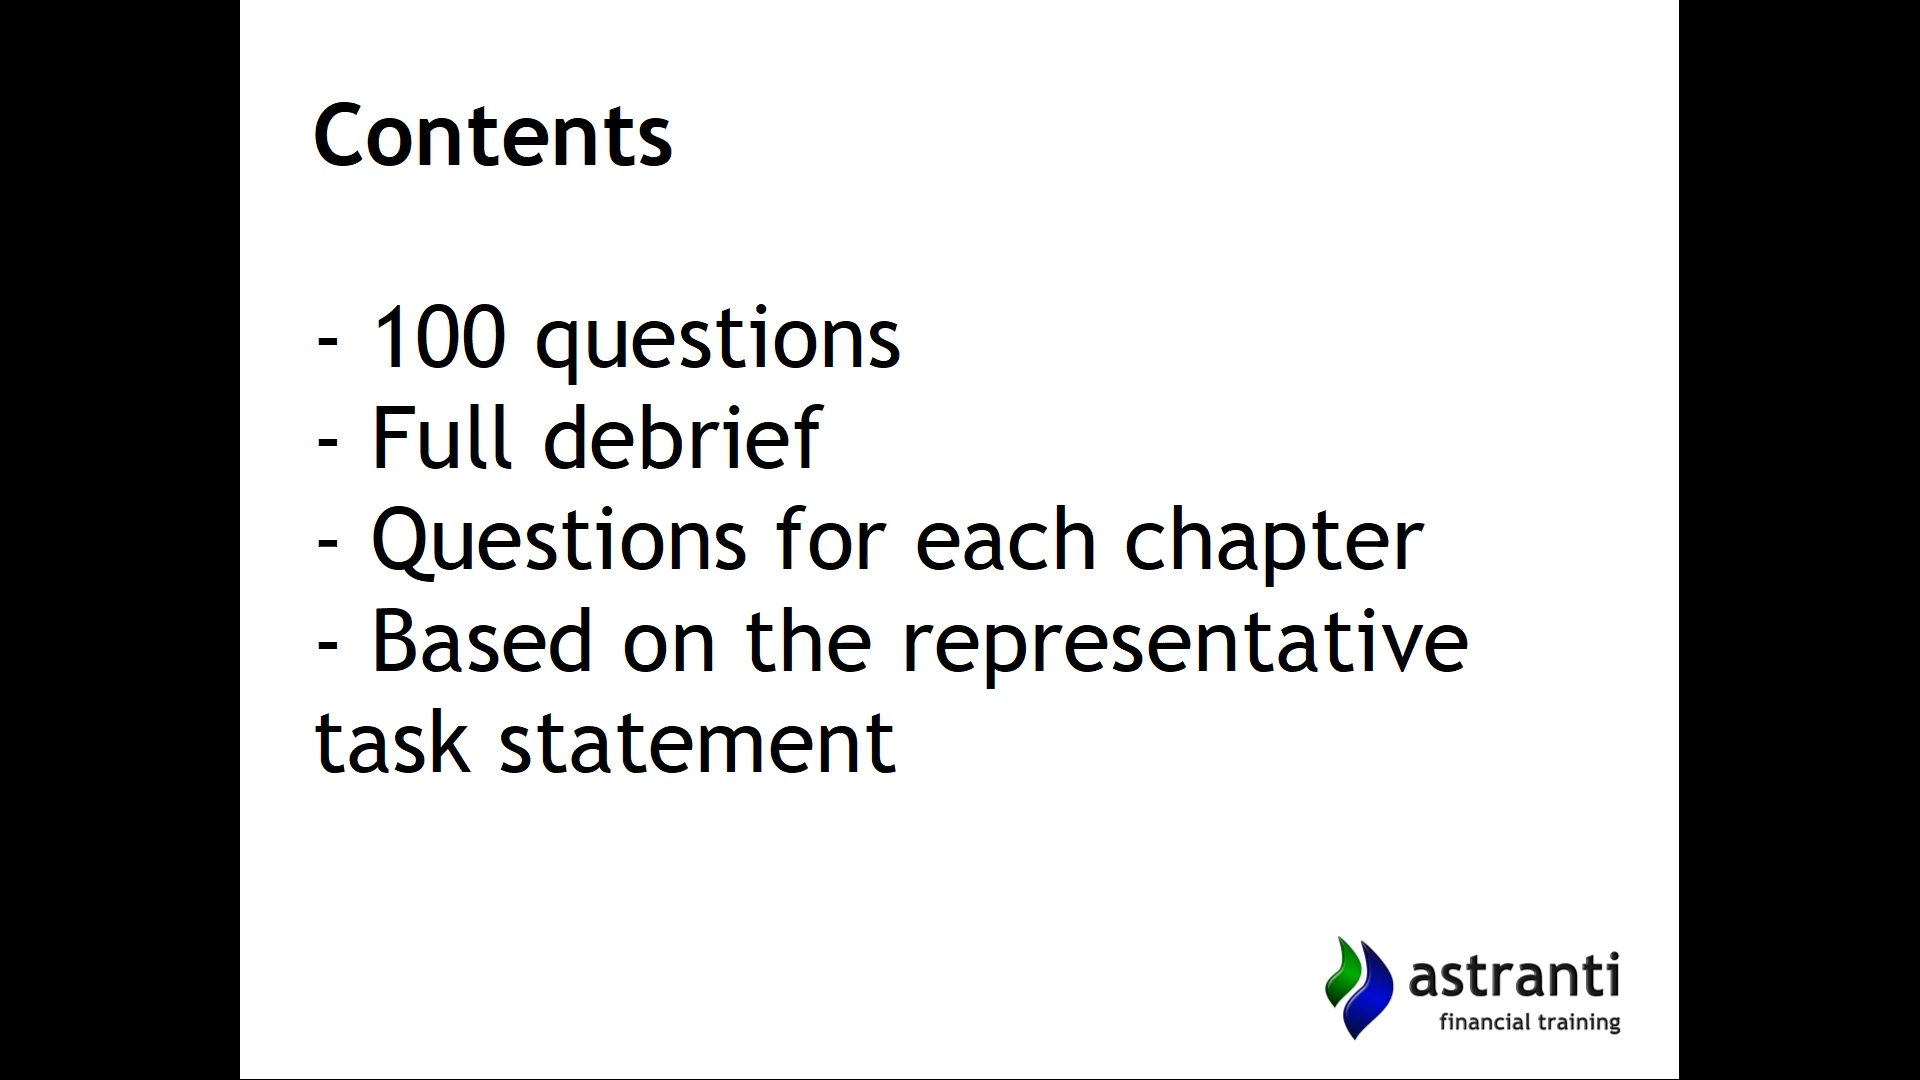 Contents
- 100 questions
- Full debrief
- Questions for each chapter
- Based on the representative
task statement
astranti
financial training